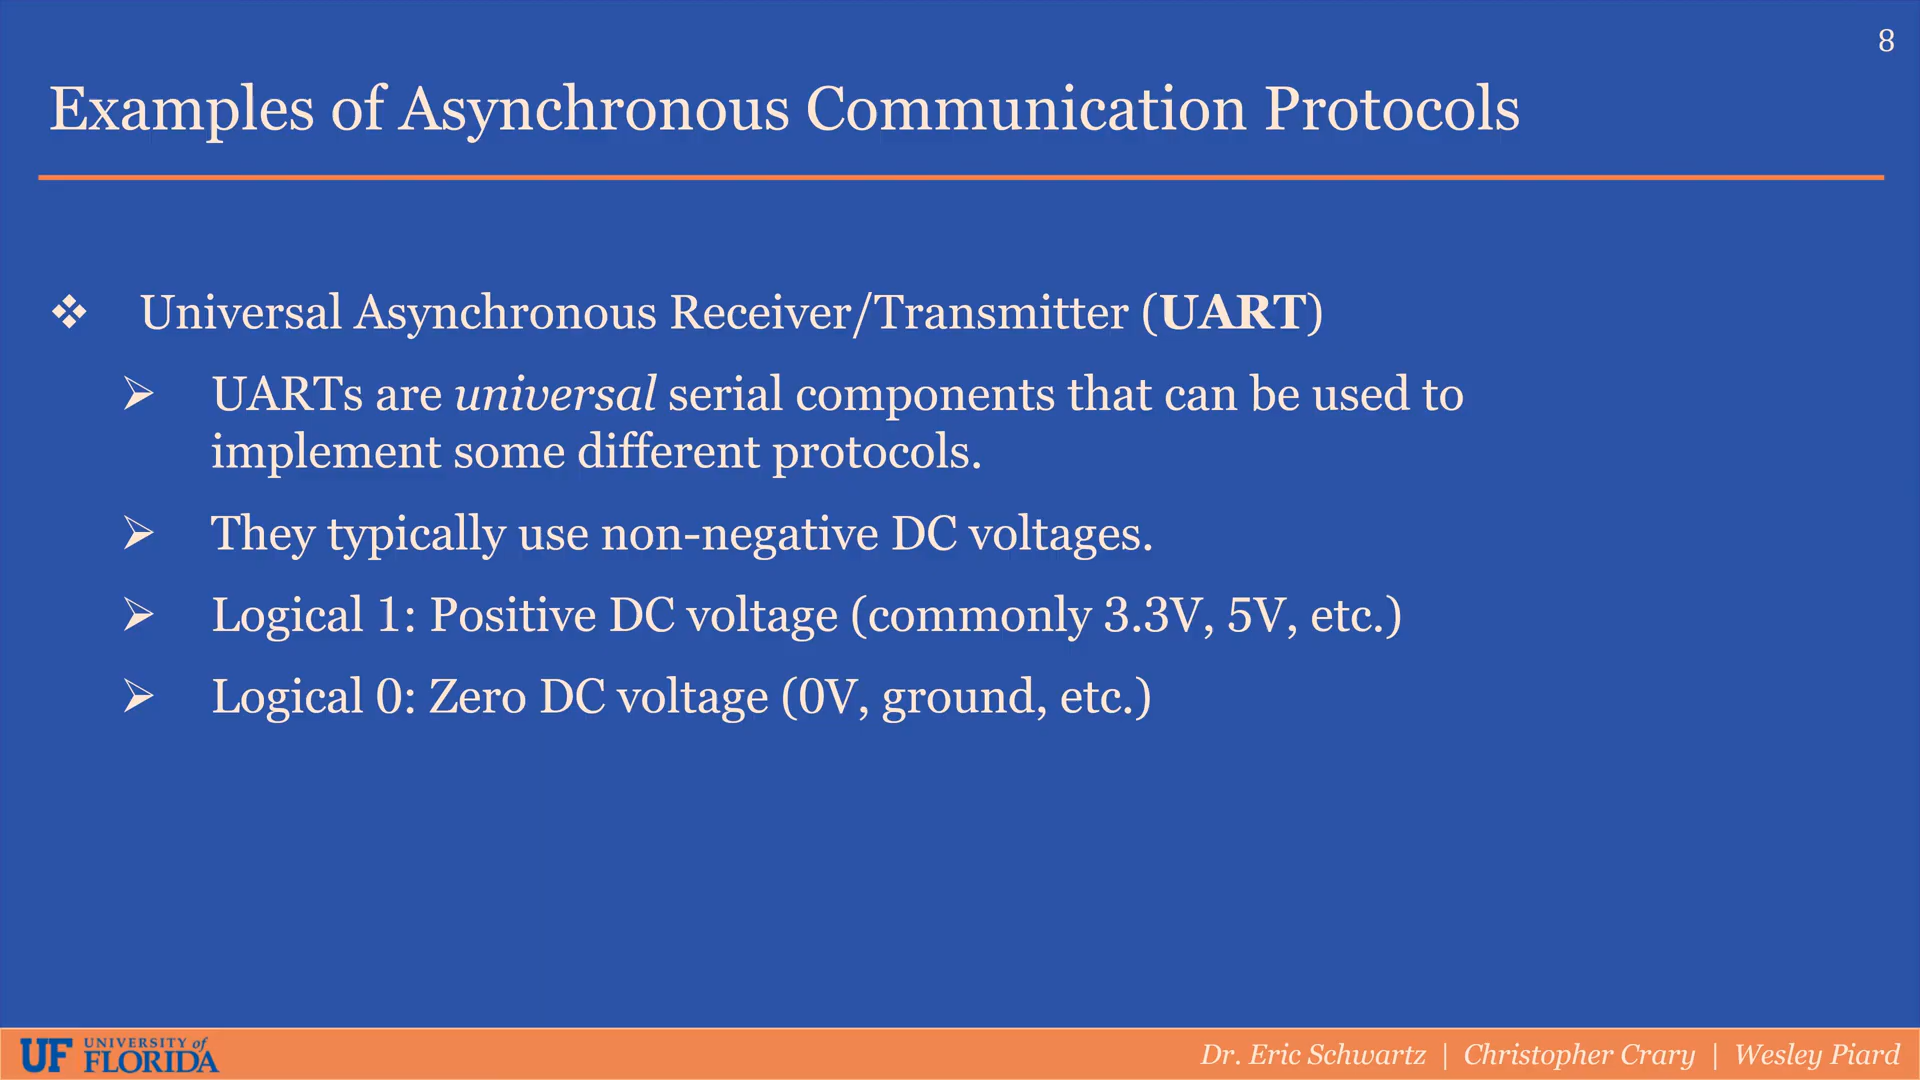 8
Examples of Asynchronous Communication Protocols
❖ Universal Asynchronous Receiver/Transmitter (UART)
➢ UARTs are universal serial components that can be used to
implement some different protocols.
➢ They typically use non-negative DC voltages.
➢ Logical 1: Positive DC voltage (commonly 3.3V, 5V, etc.)
➢ Logical 0: Zero DC voltage (0V, ground, etc.)
UF UNIVERSITY of
FLORIDA
Dr. Eric Schwartz | Christopher Crary | Wesley Piard